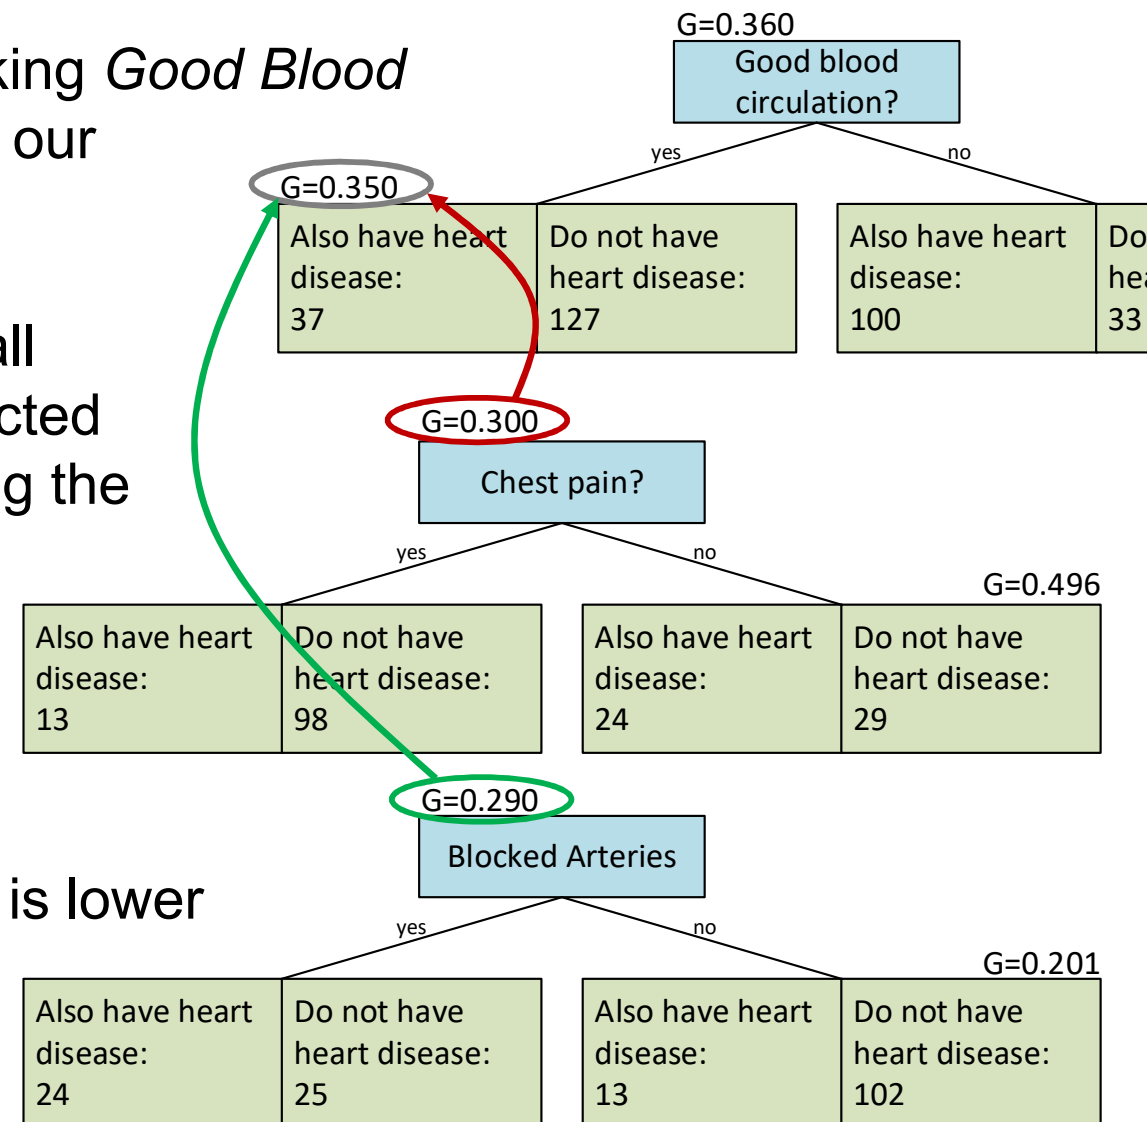 king Good Blood
our
all
cted
g the
is lower
G=0.360
Good blood
circulation?
yes
no
G=0.350
Also have heart
disease:
37
Do not have
heart disease:
127
Also have heart
disease:
100
Do
hea
33
G=0.300
Chest pain?
yes
no
G=0.496
Also have heart
disease:
13
Do not have
heart disease:
98
Also have heart
disease:
24
Do not have
heart disease:
29
G=0.290
Blocked Arteries
yes
no
G=0.201
Also have heart
disease:
24
Do not have
heart disease:
25
Also have heart
disease:
13
Do not have
heart disease:
102